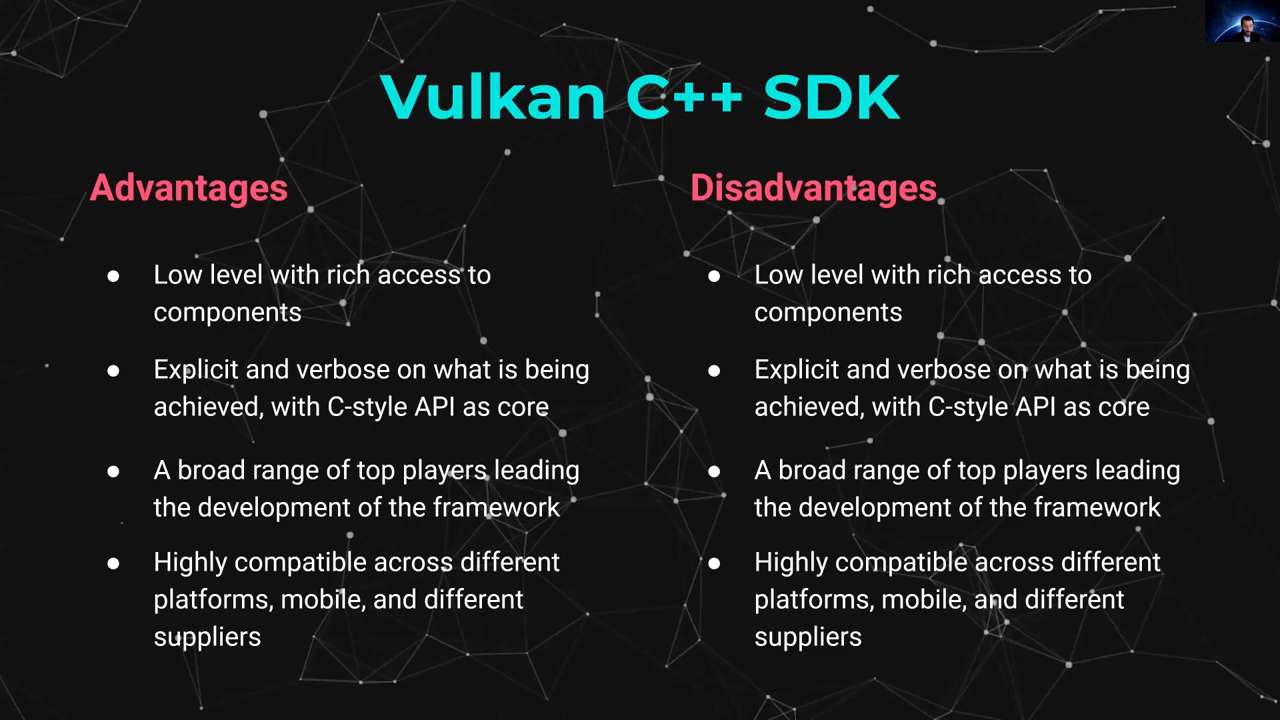 Vulkan C++ SDK
Advantages
● Low level with rich access to
components
● Explicit and verbose on what is being
achieved, with C-style API as core
● A broad range of top players leading
the development of the framework
● Highly compatible across different
platforms, mobile, and different
suppliers
Disadvantages
● Low level with rich access to
components
● Explicit and verbose on what is being
achieved, with C-style API as core
● A broad range of top players leading
the development of the framework
● Highly compatible across different
platforms, mobile, and different
suppliers